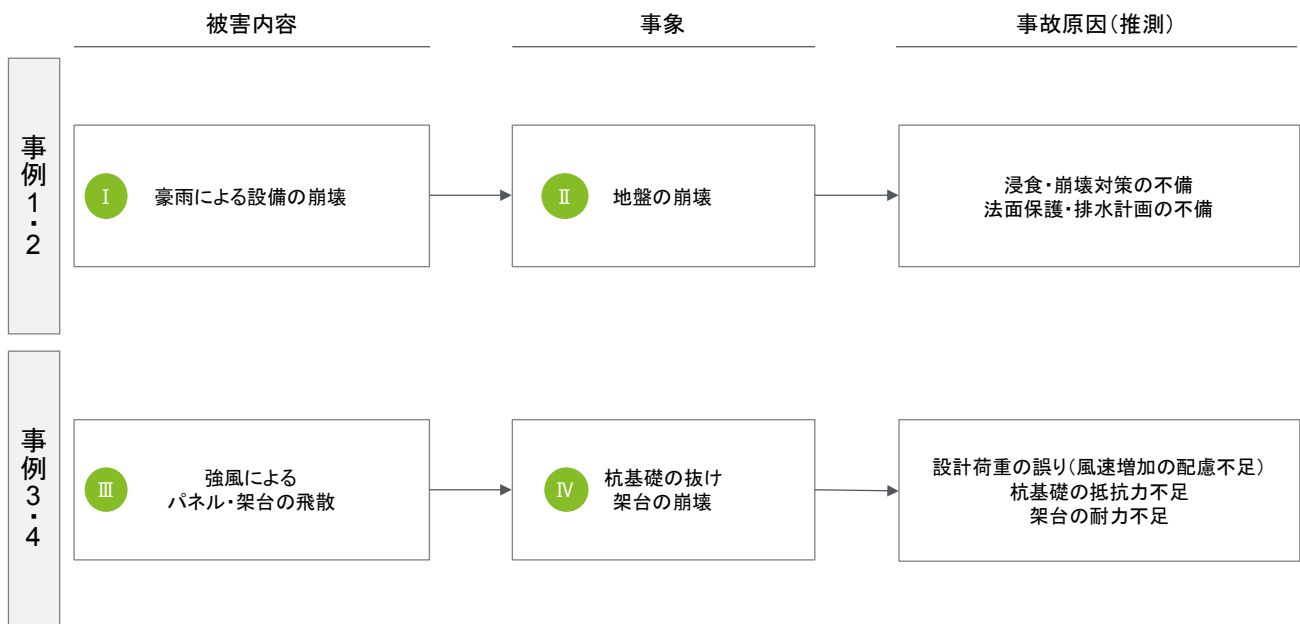 被害内容
事象
事故原因（推測）
事例1・2
Ⅰ
豪雨による設備の崩壊
Ⅱ
地盤の崩壊
浸食・崩壊対策の不備
法面保護・排水計画の不備
事例3・4
Ⅲ
強風による
パネル・架台の飛散
Ⅳ
杭基礎の抜け
架台の崩壊
設計荷重の誤り（風速増加の配慮不足）
杭基礎の抵抗力不足
架台の耐力不足